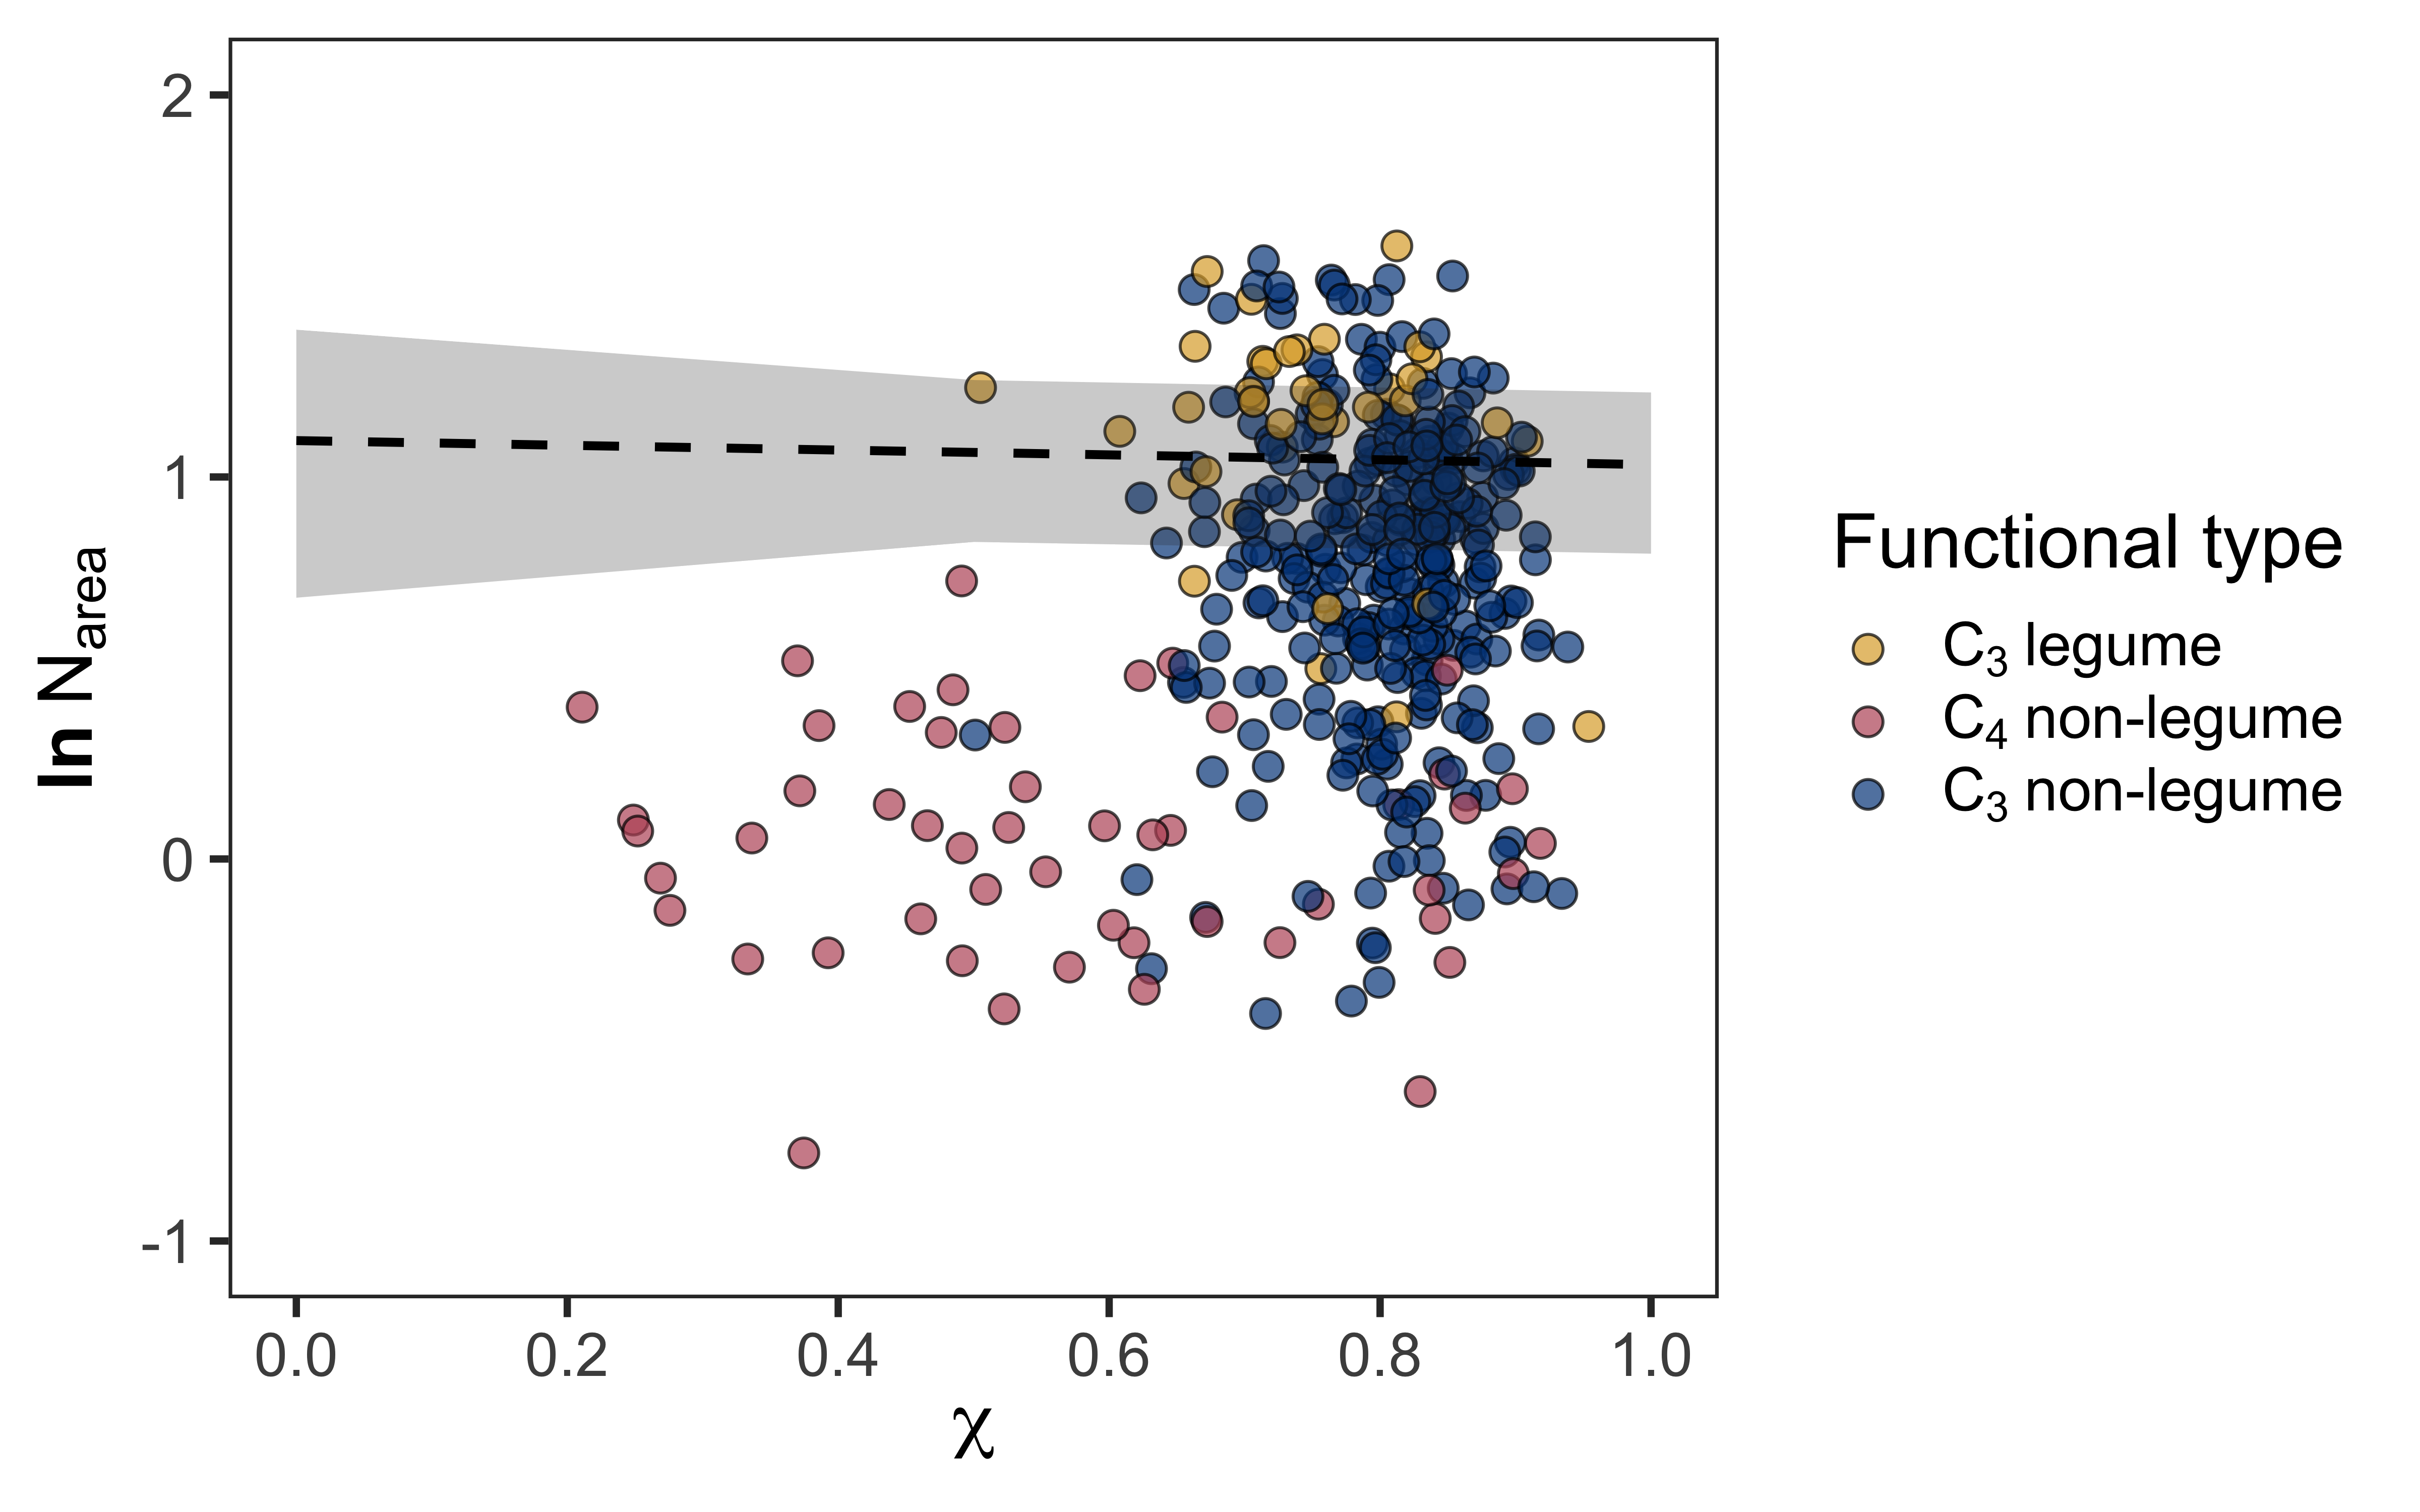 2
1
0
-1
ln N_area
0.0 0.2 0.4 0.6 0.8 1.0
χ
Functional type
C₃ legume
C₄ non-legume
C₃ non-legume